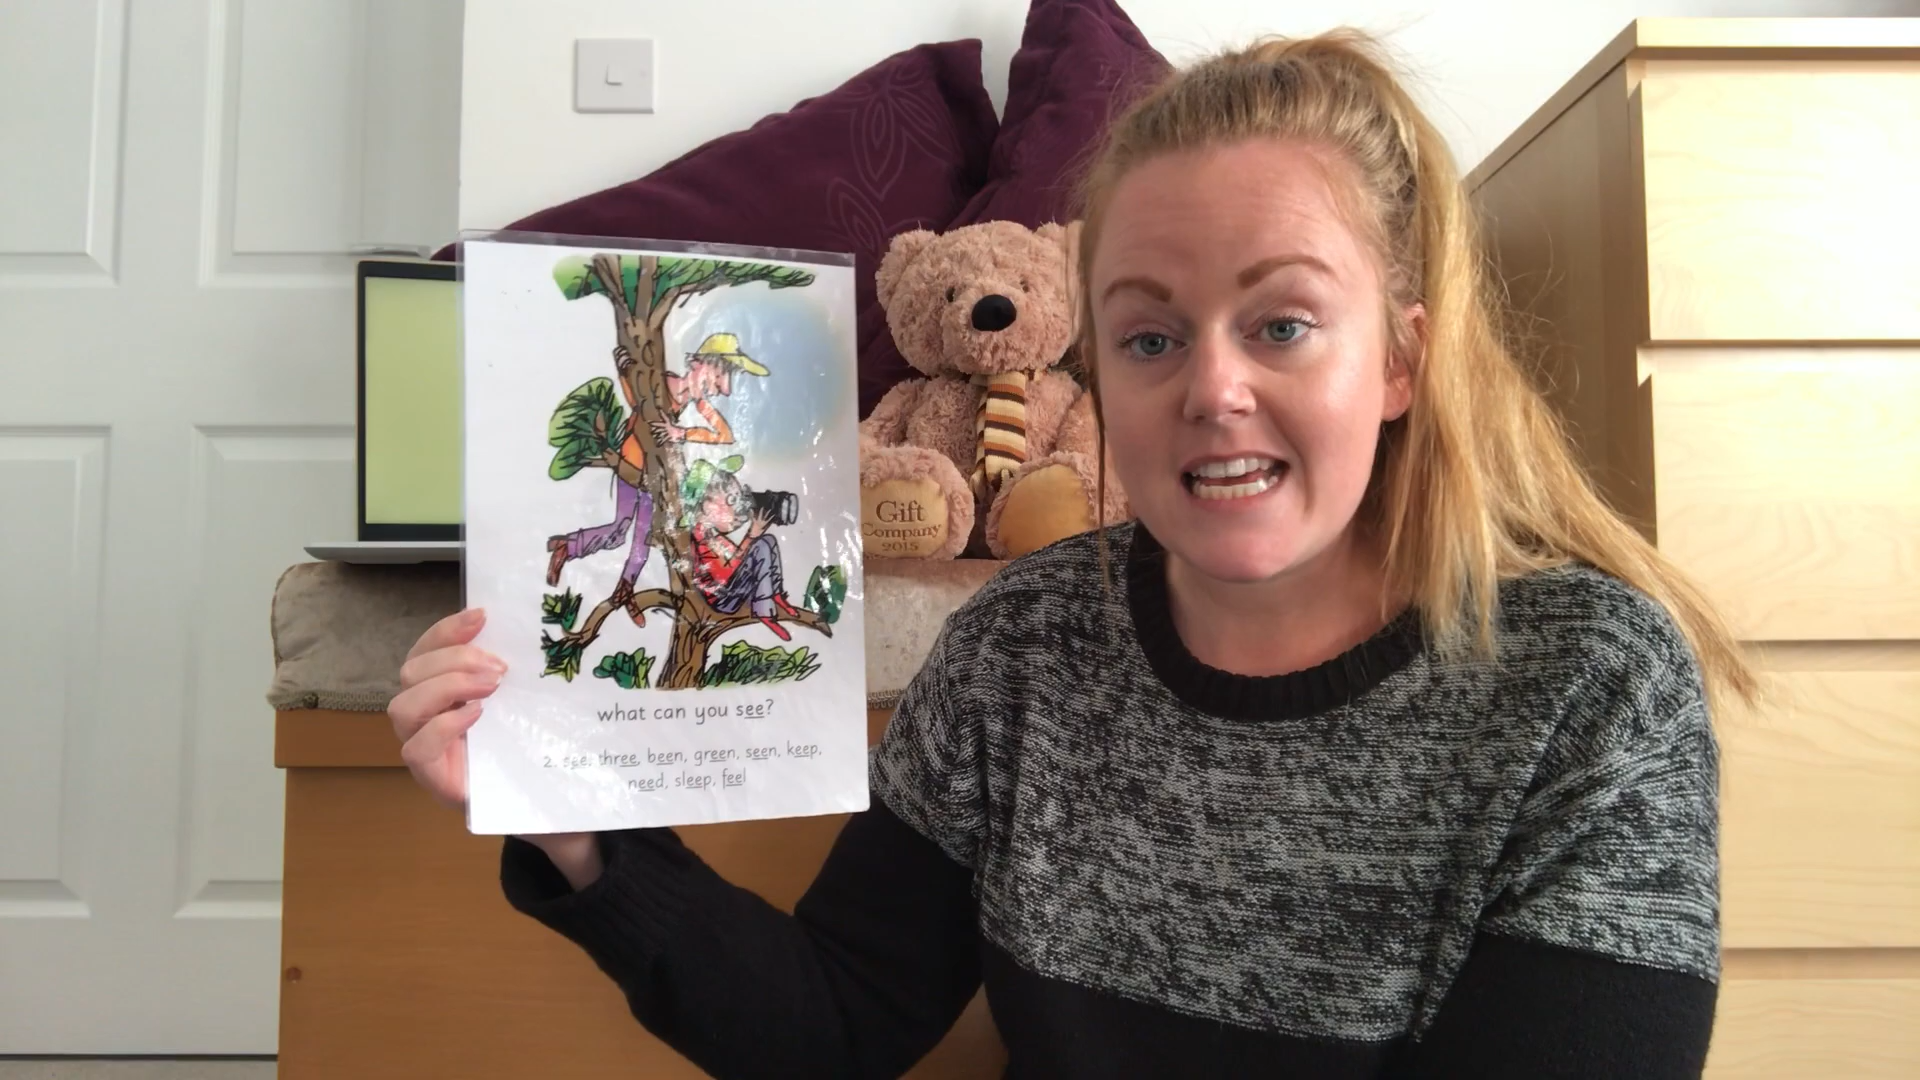 Gift
Company
2015
what can you see?
2. see, three, been, green, seen, keep,
need, sleep, feel